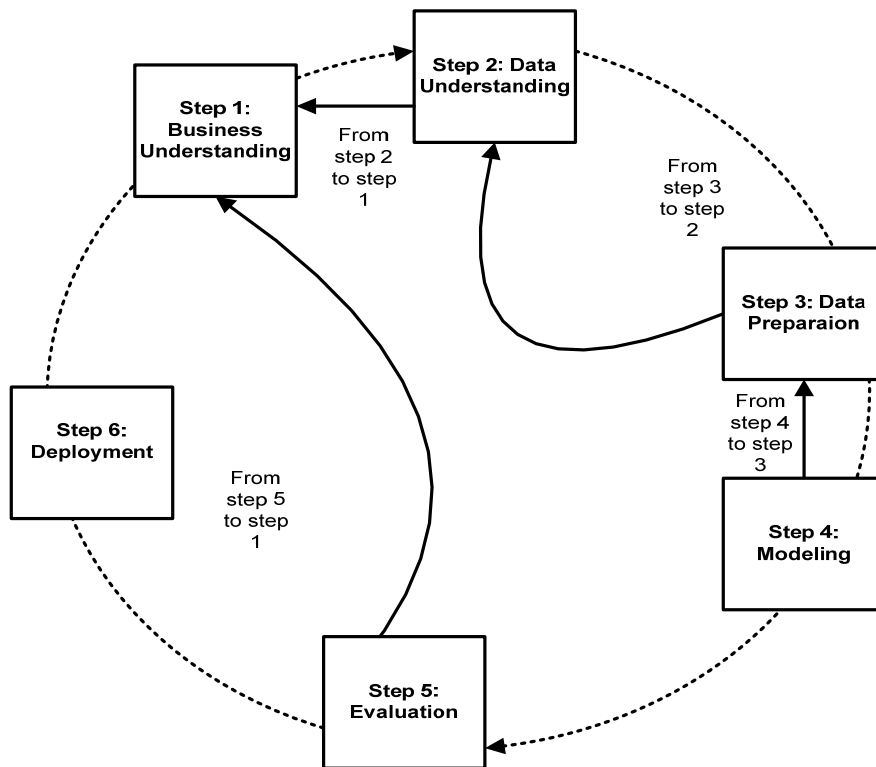 Step 1:
Business
Understanding
Step 2: Data
Understanding
From
step 2
to step
1
From
step 3
to step
2
Step 3: Data
Preparaion
From
step 4
to step
3
Step 4:
Modeling
Step 5:
Evaluation
From
step 5
to step
1
Step 6:
Deployment